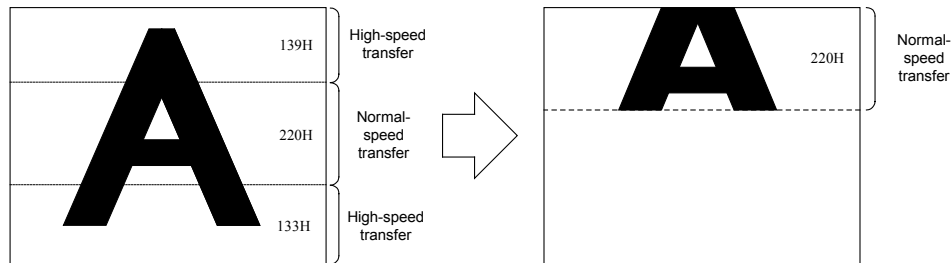 139H
High-speed
transfer
220H
Normal-
speed
transfer
133H
High-speed
transfer
A
220H
Normal-
speed
transfer
A